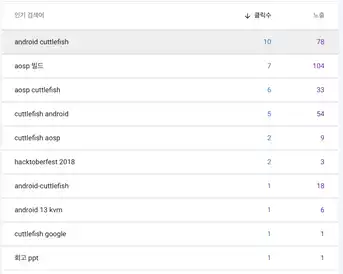 인기 검색어 ↓ 클릭수 노출
android cuttlefish 10 78
aosp 빌드 7 104
aosp cuttlefish 6 33
cuttlefish android 5 54
cuttlefish aosp 2 9
hacktoberfest 2018 2 3
android-cuttlefish 1 18
android 13 kvm 1 6
cuttlefish google 1 1
회고 ppt 1 1